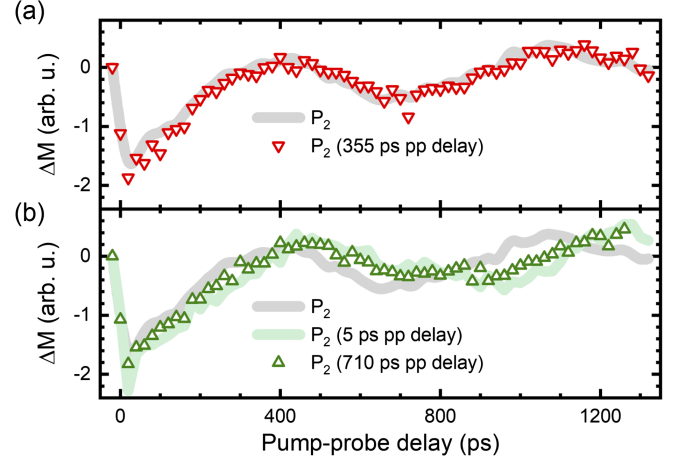 (a)
ΔM (arb. u.)
0
-1
-2
P₂
P₂ (355 ps pp delay)
(b)
ΔM (arb. u.)
0
-1
-2
P₂
P₂ (5 ps pp delay)
P₂ (710 ps pp delay)
0 400 800 1200
Pump-probe delay (ps)